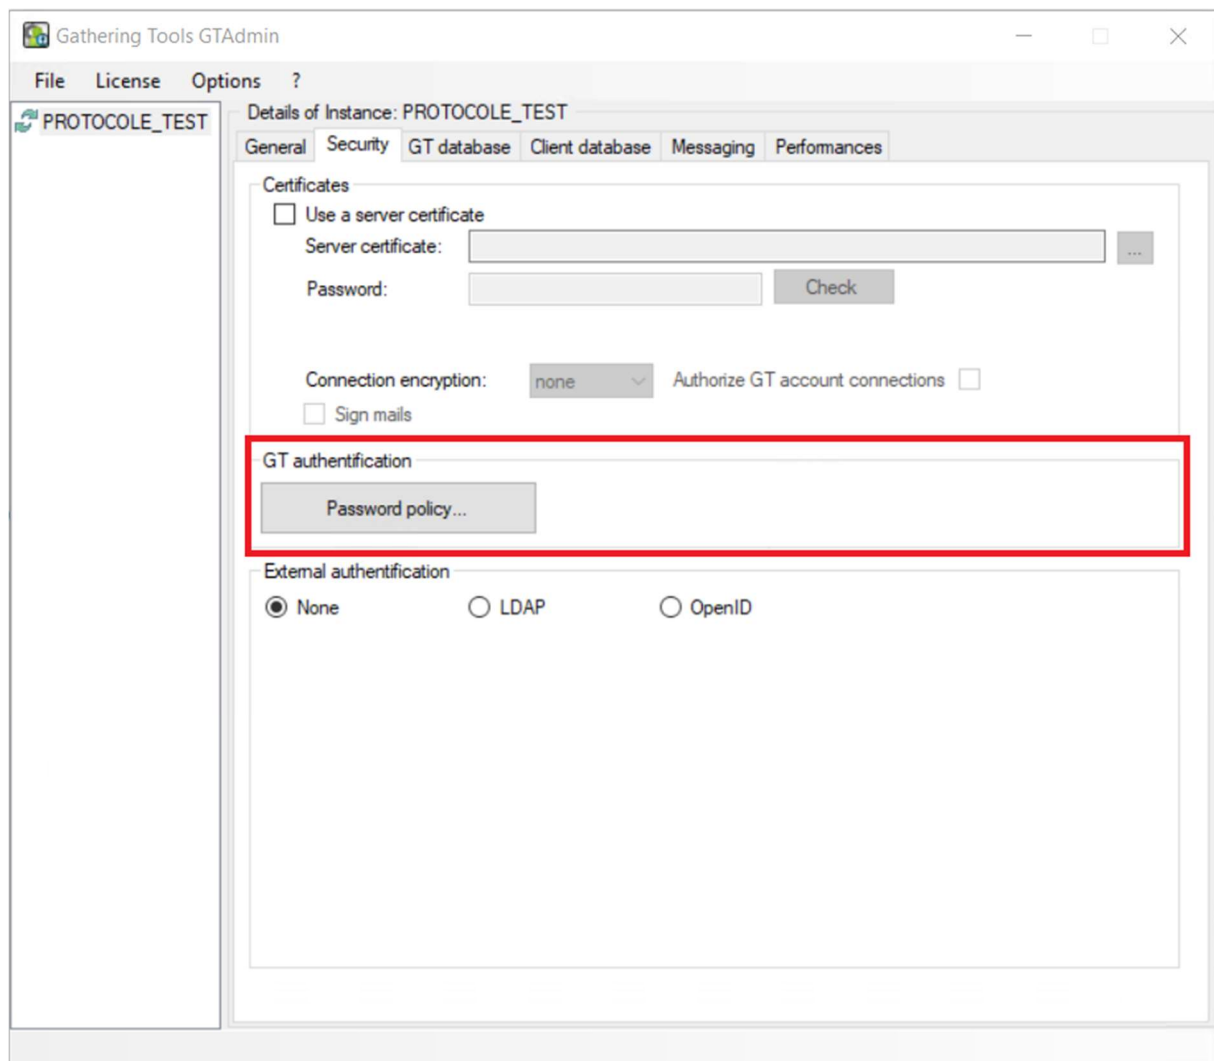 Gathering Tools GTAdmin
File License Options ?
PROTOCOLE_TEST
Details of Instance: PROTOCOLE_TEST
General Security GT database Client database Messaging Performances
Certificates
Use a server certificate
Server certificate: ...
Password: Check
Connection encryption: none Authorize GT account connections
Sign mails
GT authentification
Password policy...
External authentification
None LDAP OpenID